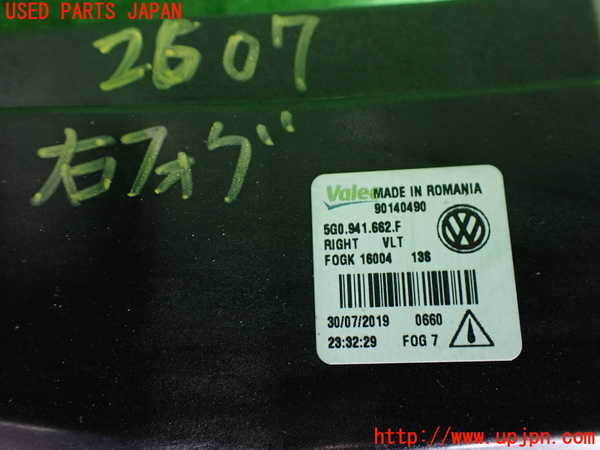 USED PARTS JAPAN
2607
右フォグ
Valeo MADE IN ROMANIA
90140490
5G0.941.662.F
RIGHT VLT
FOGK 16004 13S
30/07/2019 0660
23:32:29 FOG 7
http://www.upjpn.com